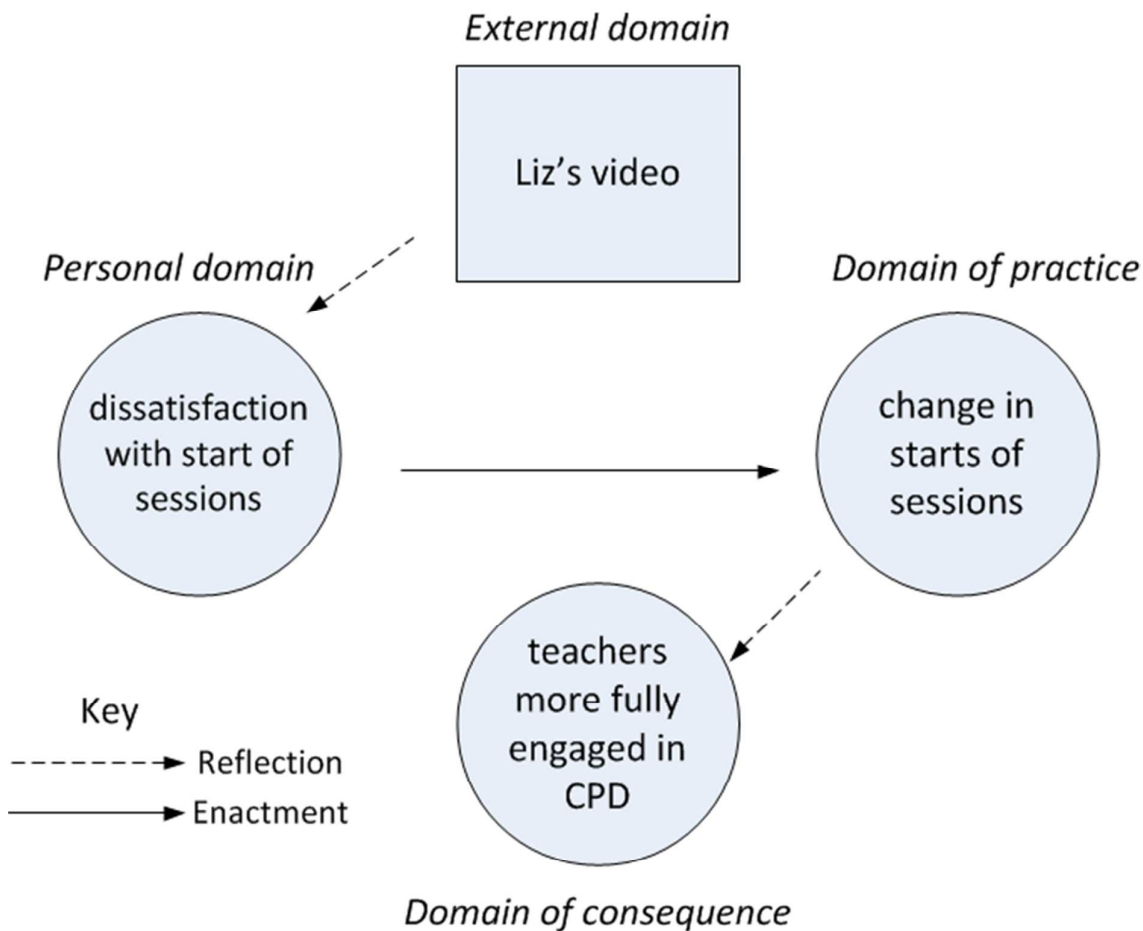 External domain
Liz's video
Personal domain
Domain of practice
dissatisfaction
with start of
sessions
change in
starts of
sessions
teachers
more fully
engaged in
CPD
Key
Reflection
Enactment
Domain of consequence